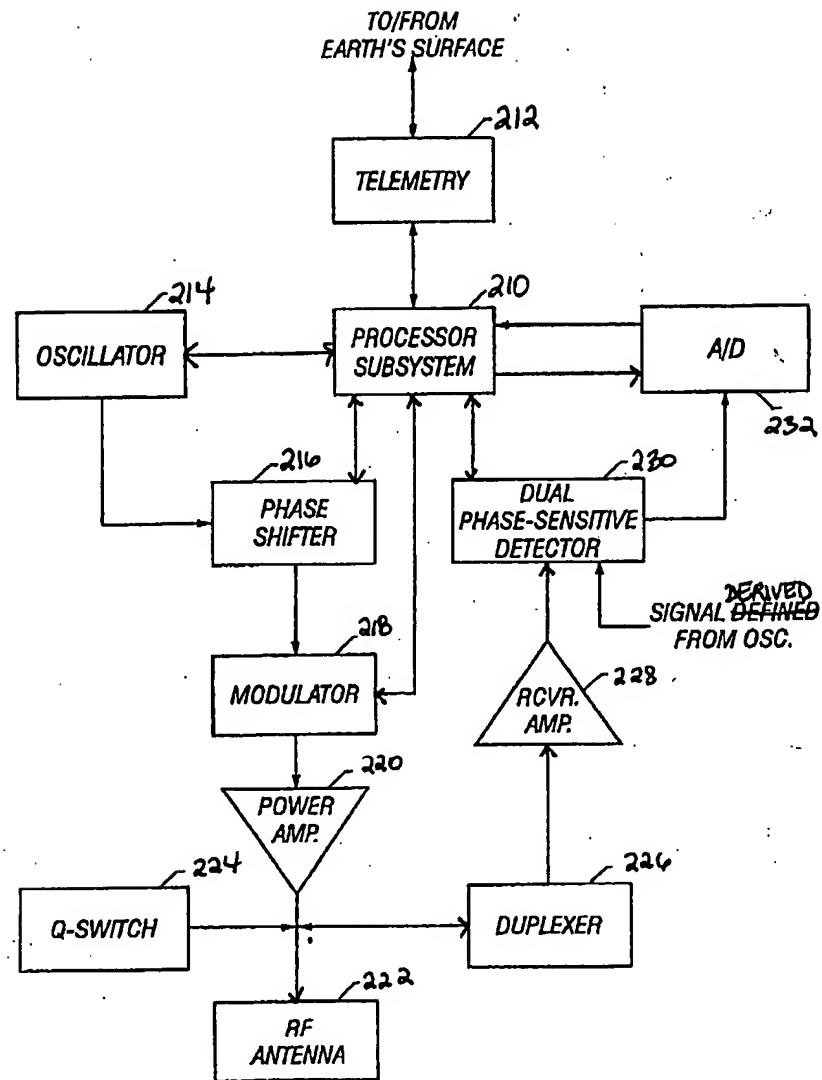 TO/FROM
EARTH'S SURFACE
212
TELEMETRY
214
OSCILLATOR
210
PROCESSOR
SUBSYSTEM
A/D
232
216
PHASE
SHIFTER
230
DUAL
PHASE-SENSITIVE
DETECTOR
DERIVED
SIGNAL DEFINED
FROM OSC.
218
MODULATOR
228
RCVR.
AMP.
220
POWER
AMP.
224
Q-SWITCH
226
DUPLEXER
222
RF
ANTENNA